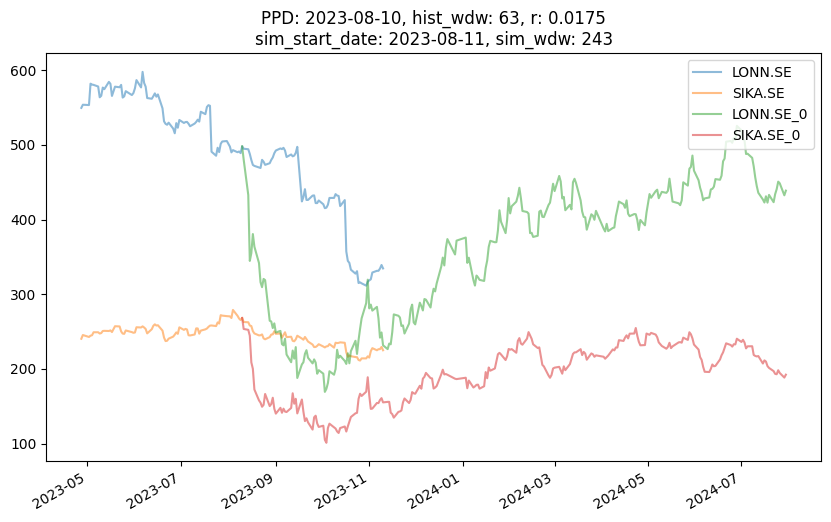 PPD: 2023-08-10, hist_wdw: 63, r: 0.0175
sim_start_date: 2023-08-11, sim_wdw: 243
LONN.SE
SIKA.SE
LONN.SE_0
SIKA.SE_0
600
500
400
300
200
100
2023-05
2023-07
2023-09
2023-11
2024-01
2024-03
2024-05
2024-07